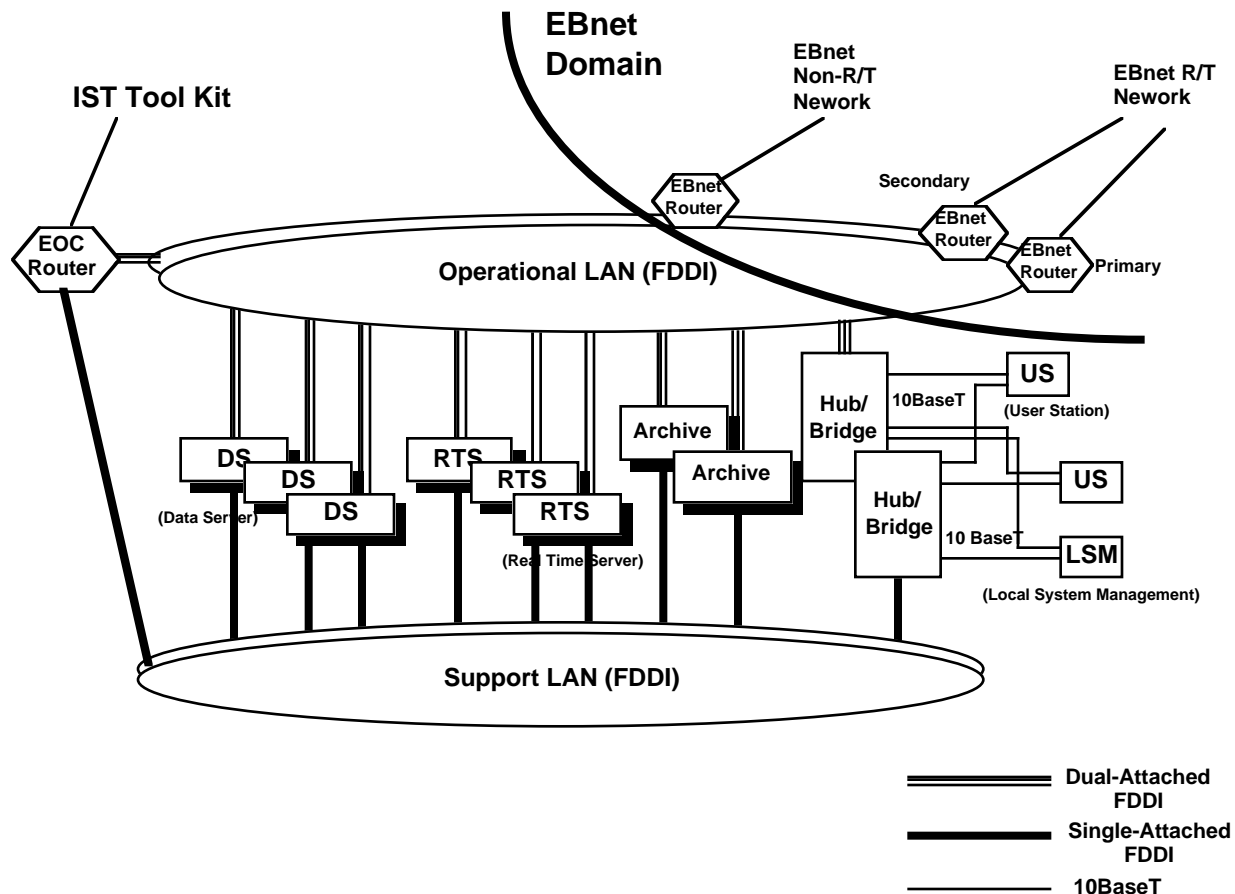 EBnet
Domain
EBnet
Non-R/T
Nework
EBnet R/T
Nework
IST Tool Kit
EBnet
Router
Secondary
EBnet
Router
EBnet
Router
Primary
EOC
Router
Operational LAN (FDDI)
Hub/
Bridge
10BaseT
US
(User Station)
Archive
Archive
DS
DS
DS
(Data Server)
RTS
RTS
RTS
(Real Time Server)
Hub/
Bridge
10 BaseT
US
LSM
(Local System Management)
Support LAN (FDDI)
Dual-Attached
FDDI
Single-Attached
FDDI
10BaseT